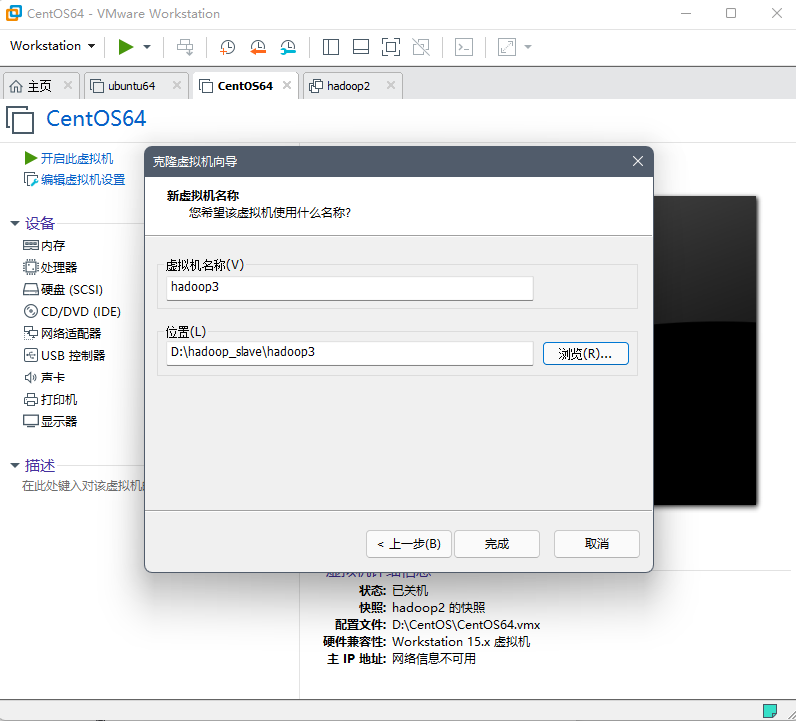 CentOS64 - VMware Workstation
Workstation
主页 ubuntu64 CentOS64 hadoop2
CentOS64
开启此虚拟机
编辑虚拟机设置
设备
内存
处理器
硬盘 (SCSI)
CD/DVD (IDE)
网络适配器
USB 控制器
声卡
打印机
显示器
描述
在此处键入对该虚拟机
克隆虚拟机向导
新虚拟机名称
您希望该虚拟机使用什么名称?
虚拟机名称(V)
hadoop3
位置(L)
D:\hadoop_slave\hadoop3
浏览(R)...
< 上一步(B) 完成 取消
虚拟机详细信息
状态: 已关机
快照: hadoop2 的快照
配置文件: D:\CentOS\CentOS64.vmx
硬件兼容性: Workstation 15.x 虚拟机
主 IP 地址: 网络信息不可用